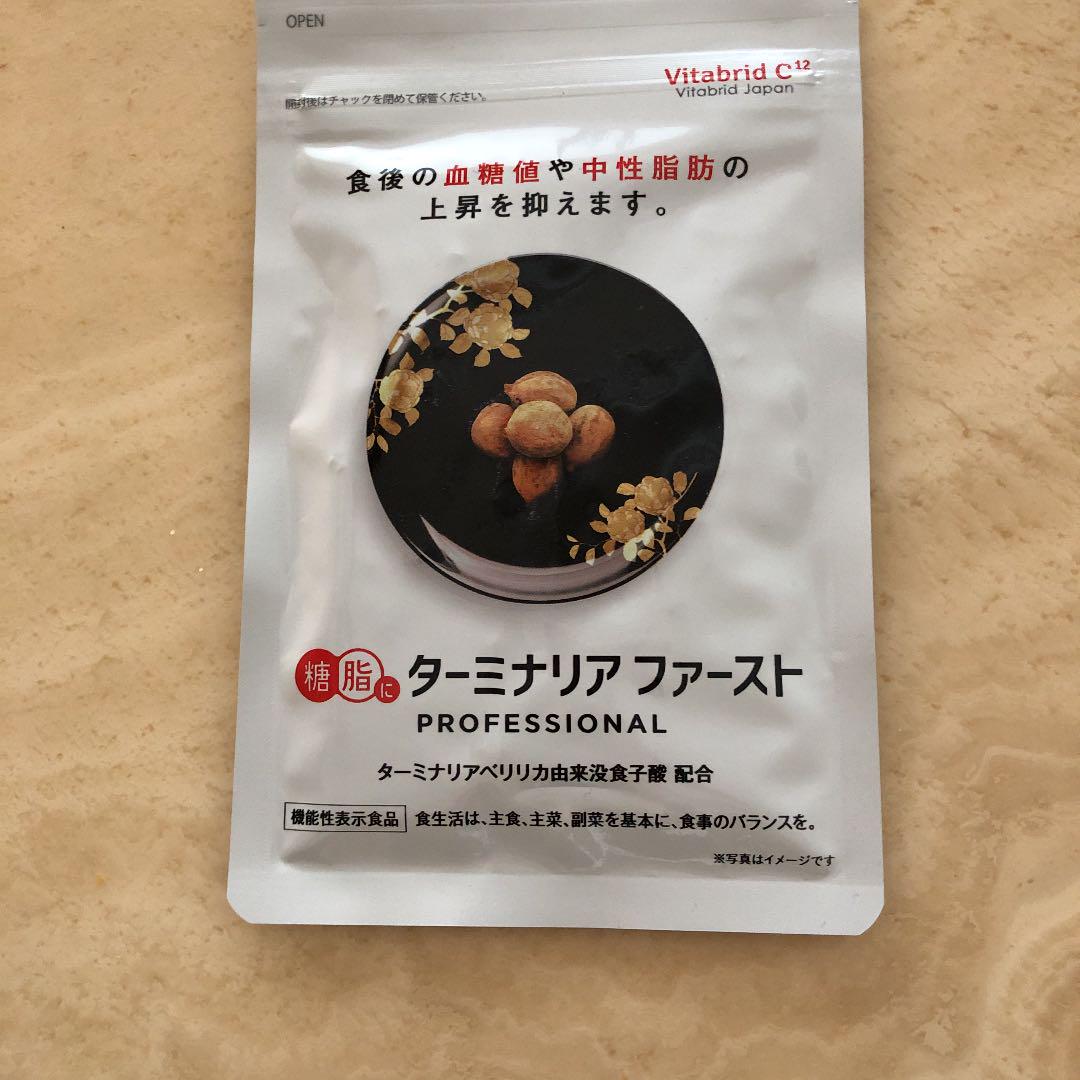 OPEN
Vitabrid C¹²
Vitabrid Japan
開封後はチャックを閉めて保管ください。
食後の血糖値や中性脂肪の
上昇を抑えます。
糖脂に ターミナリア ファースト
PROFESSIONAL
ターミナリアベリリカ由来没食子酸 配合
機能性表示食品 食生活は、主食、主菜、副菜を基本に、食事のバランスを。
※写真はイメージです